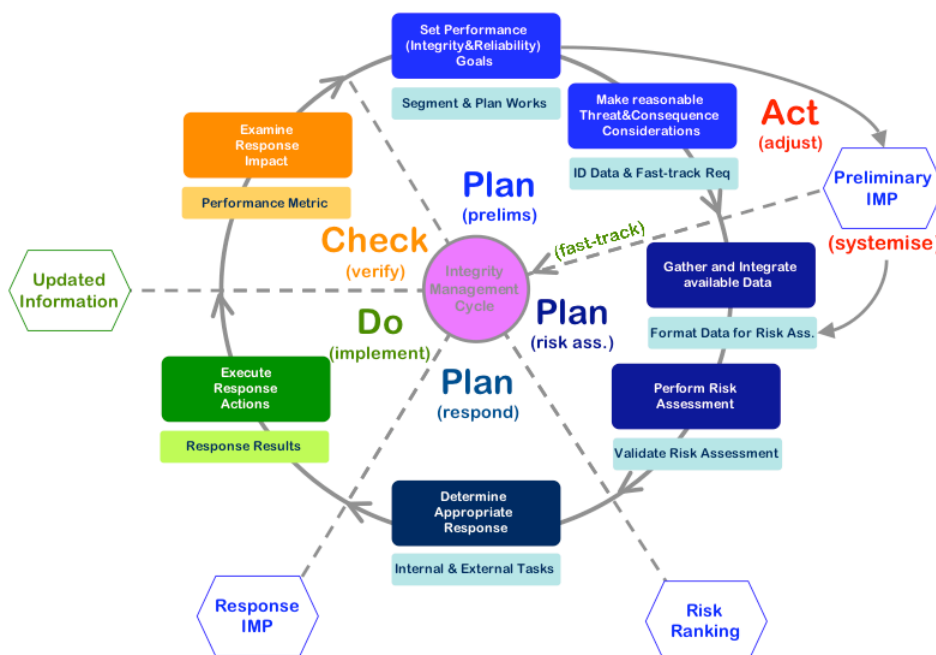 Set Performance
(Integrity&Reliability)
Goals
Segment & Plan Works
Make reasonable
Threat&Consequence
Considerations
ID Data & Fast-track Req
Act
(adjust)
Preliminary
IMP
(systemise)
Examine
Response
Impact
Performance Metric
Plan
(prelims)
(fast-track)
Check
(verify)
Integrity
Management
Cycle
Updated
Information
Gather and Integrate
available Data
Format Data for Risk Ass.
Do
(implement)
Plan
(risk ass.)
Plan
(respond)
Execute
Response
Actions
Response Results
Perform Risk
Assessment
Validate Risk Assessment
Determine
Appropriate
Response
Internal & External Tasks
Response
IMP
Risk
Ranking